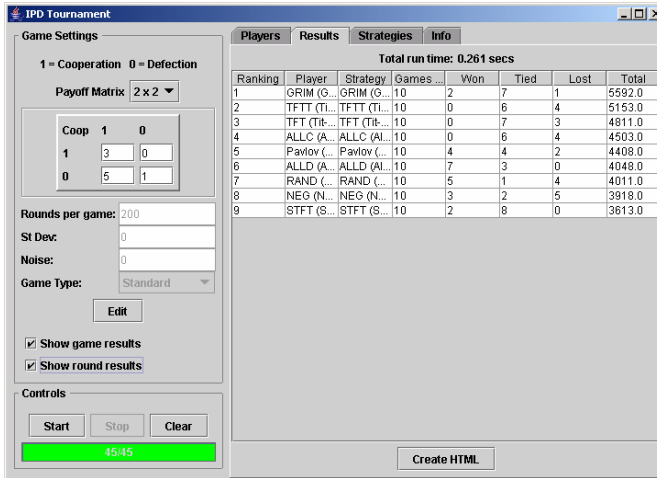 IPD Tournament
Game Settings
1 = Cooperation 0 = Defection
Payoff Matrix 2 x 2
Coop 1 0
1 3 0
0 5 1
Rounds per game: 200
St Dev: 0
Noise: 0
Game Type: Standard
Edit
Show game results
Show round results
Controls
Start Stop Clear
45/45
Players Results Strategies Info
Total run time: 0.261 secs
Ranking Player Strategy Games ... Won Tied Lost Total
1 GRIM (G... GRIM (G... 10 2 7 1 5592.0
2 TFTT (Ti... TFTT (Ti... 10 0 6 4 5153.0
3 TFT (Tit-... TFT (Tit-... 10 0 7 3 4811.0
4 ALLC (A... ALLC (Al... 10 0 6 4 4503.0
5 Pavlov (... Pavlov (... 10 4 4 2 4408.0
6 ALLD (A... ALLD (Al... 10 7 3 0 4048.0
7 RAND (... RAND (... 10 5 1 4 4011.0
8 NEG (N... NEG (N... 10 3 2 5 3918.0
9 STFT (S... STFT (S... 10 2 8 0 3613.0
Create HTML